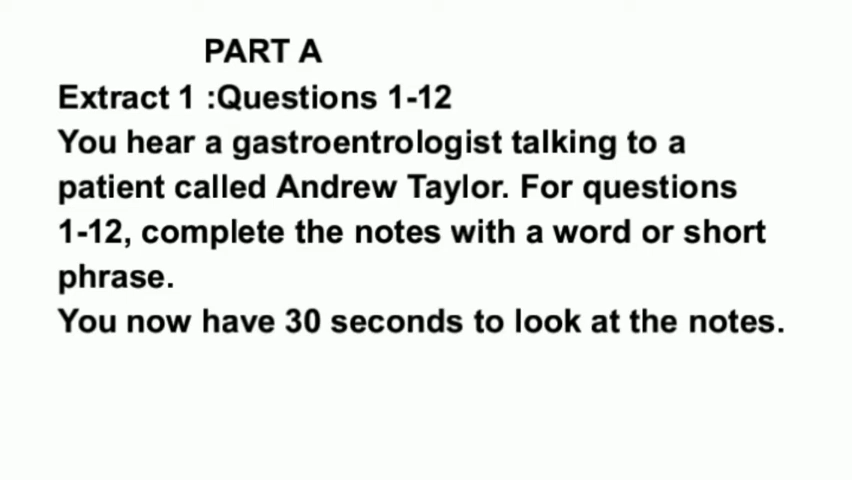 PART A
Extract 1 :Questions 1-12
You hear a gastroentrologist talking to a
patient called Andrew Taylor. For questions
1-12, complete the notes with a word or short
phrase.
You now have 30 seconds to look at the notes.